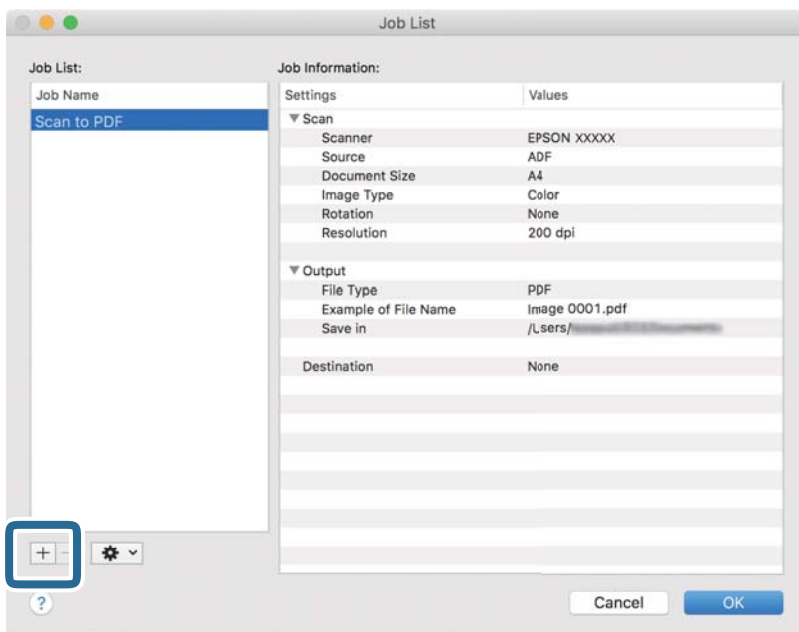 Job List
Job List:
Job Information:
Job Name
Scan to PDF
Settings Values
Scan
Scanner EPSON XXXXX
Source ADF
Document Size A4
Image Type Color
Rotation None
Resolution 200 dpi
Output
File Type PDF
Example of File Name Image 0001.pdf
Save in /Users/
Destination None
+ −
?
Cancel OK